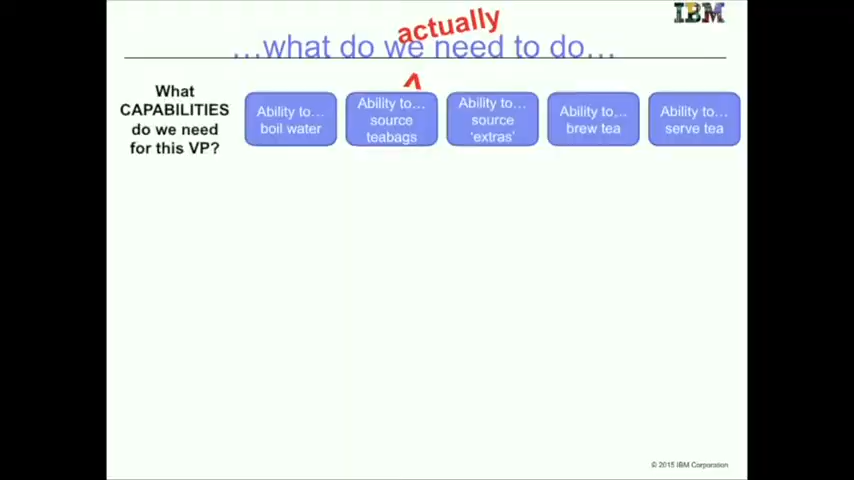 IBM
actually
…what do we need to do…
^
What
CAPABILITIES
do we need
for this VP?
Ability to…
boil water
Ability to…
source
teabags
Ability to…
source
'extras'
Ability to…
brew tea
Ability to…
serve tea
© 2015 IBM Corporation